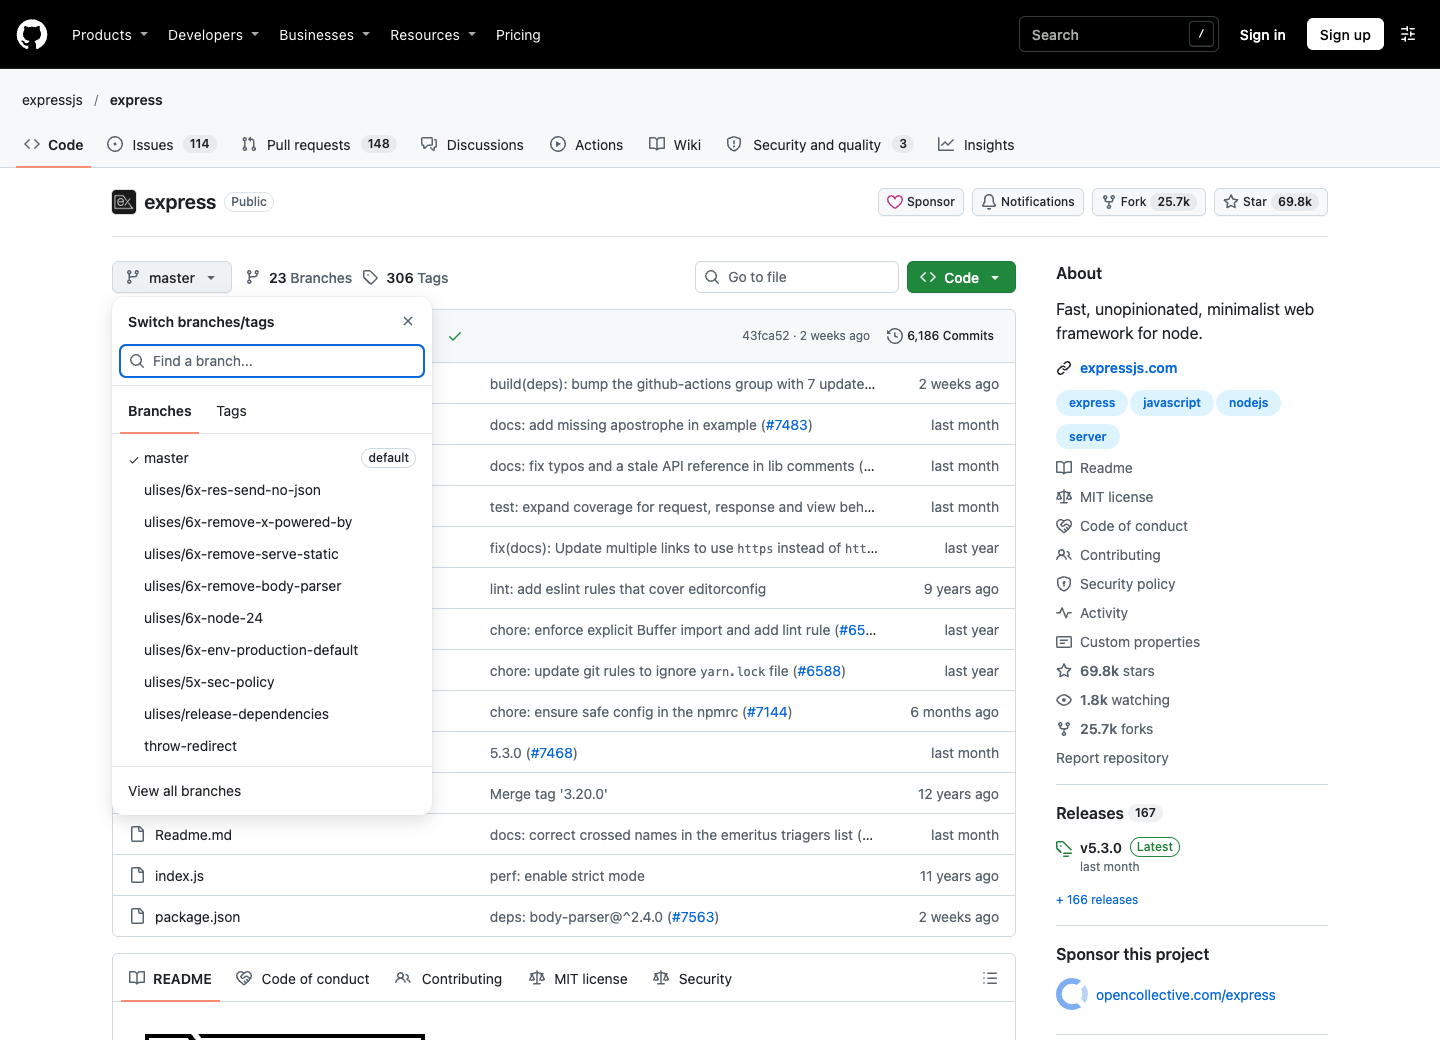 Products Developers Businesses Resources Pricing Search / Sign in Sign up
expressjs / express
Code Issues 114 Pull requests 148 Discussions Actions Wiki Security and quality 3 Insights
express Public Sponsor Notifications Fork 25.7k Star 69.8k
master 23 Branches 306 Tags Go to file Code
Switch branches/tags
Find a branch...
Branches Tags
master default
ulises/6x-res-send-no-json
ulises/6x-remove-x-powered-by
ulises/6x-remove-serve-static
ulises/6x-remove-body-parser
ulises/6x-node-24
ulises/6x-env-production-default
ulises/5x-sec-policy
ulises/release-dependencies
throw-redirect
View all branches
43fca52 · 2 weeks ago 6,186 Commits
build(deps): bump the github-actions group with 7 update… 2 weeks ago
docs: add missing apostrophe in example (#7483) last month
docs: fix typos and a stale API reference in lib comments (… last month
test: expand coverage for request, response and view beh… last month
fix(docs): Update multiple links to use https instead of htt… last year
lint: add eslint rules that cover editorconfig 9 years ago
chore: enforce explicit Buffer import and add lint rule (#65… last year
chore: update git rules to ignore yarn.lock file (#6588) last year
chore: ensure safe config in the npmrc (#7144) 6 months ago
5.3.0 (#7468) last month
Merge tag '3.20.0' 12 years ago
Readme.md docs: correct crossed names in the emeritus triagers list (… last month
index.js perf: enable strict mode 11 years ago
package.json deps: body-parser@^2.4.0 (#7563) 2 weeks ago
README Code of conduct Contributing MIT license Security
About
Fast, unopinionated, minimalist web
framework for node.
expressjs.com
express javascript nodejs
server
Readme
MIT license
Code of conduct
Contributing
Security policy
Activity
Custom properties
69.8k stars
1.8k watching
25.7k forks
Report repository
Releases 167
v5.3.0 Latest
last month
+ 166 releases
Sponsor this project
opencollective.com/express